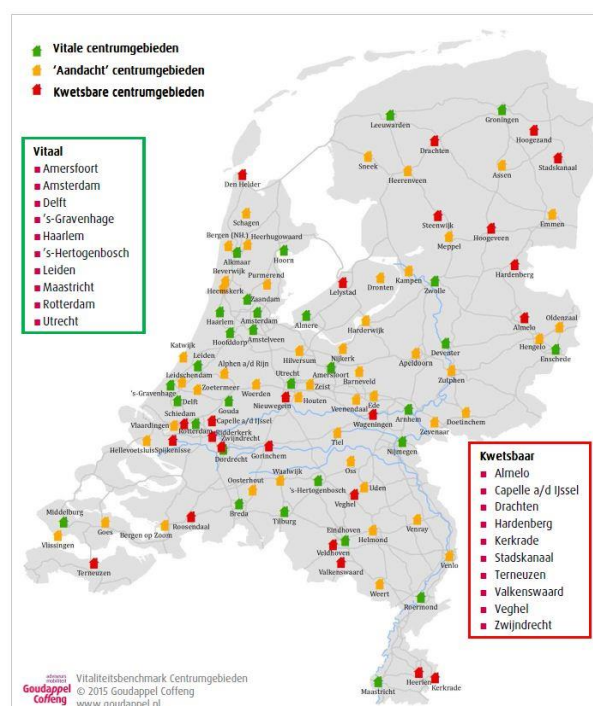 Vitale centrumgebieden
'Aandacht' centrumgebieden
Kwetsbare centrumgebieden
Vitaal
Amersfoort
Amsterdam
Delft
's-Gravenhage
Haarlem
's-Hertogenbosch
Leiden
Maastricht
Rotterdam
Utrecht
Leeuwarden
Groningen
Hoogezand
Drachten
Stadskanaal
Sneek
Heerenveen
Assen
Den Helder
Schagen
Steenwijk
Emmen
Bergen (NH.)
Heerhugowaard
Meppel
Hoogeveen
Alkmaar
Hoorn
Beverwijk
Purmerend
Heemskerk
Lelystad
Dronten
Kampen
Zwolle
Hardenberg
Zaandam
Haarlem
Amsterdam
Almere
Harderwijk
Almelo
Oldenzaal
Hoofddorp
Amstelveen
Hengelo
Enschede
Katwijk
Leiden
Alphen a/d Rijn
Hilversum
Nijkerk
Apeldoorn
Deventer
Leidschendam
Utrecht
Amersfoort
Barneveld
Zutphen
's-Gravenhage
Zoetermeer
Woerden
Zeist
Delft
Gouda
Nieuwegein
Houten
Veenendaal
Ede
Schiedam
Wageningen
Arnhem
Doetinchem
Vlaardingen
Capelle a/d IJssel
Rotterdam
Ridderkerk
Zevenaar
Zwijndrecht
Tiel
Hellevoetsluis
Spijkenisse
Dordrecht
Gorinchem
Nijmegen
Waalwijk
Oss
Oosterhout
's-Hertogenbosch
Uden
Veghel
Middelburg
Breda
Tilburg
Goes
Bergen op Zoom
Roosendaal
Eindhoven
Helmond
Venray
Vlissingen
Veldhoven
Valkenswaard
Venlo
Terneuzen
Weert
Roermond
Maastricht
Heerlen
Kerkrade
Kwetsbaar
Almelo
Capelle a/d IJssel
Drachten
Hardenberg
Kerkrade
Stadskanaal
Terneuzen
Valkenswaard
Veghel
Zwijndrecht
Goudappel
Coffeng
Vitaliteitsbenchmark Centrumgebieden
© 2015 Goudappel Coffeng
www.goudappel.nl